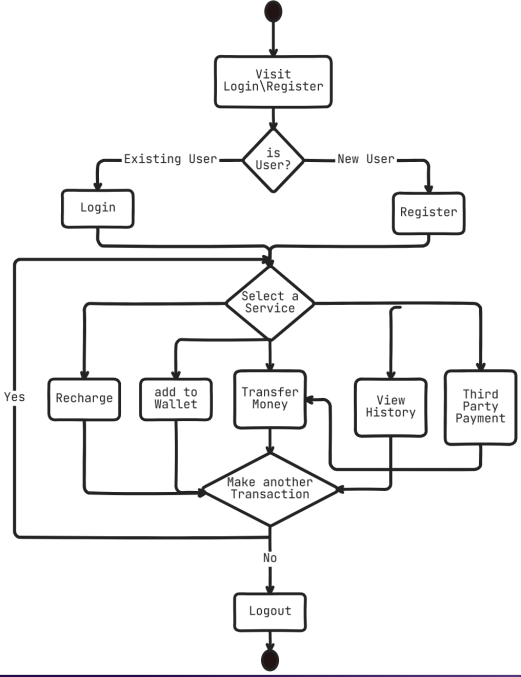 Visit
Login\Register
is
User?
Existing User
New User
Login
Register
Select a
Service
Yes
Recharge
add to
Wallet
Transfer
Money
View
History
Third
Party
Payment
Make another
Transaction
No
Logout